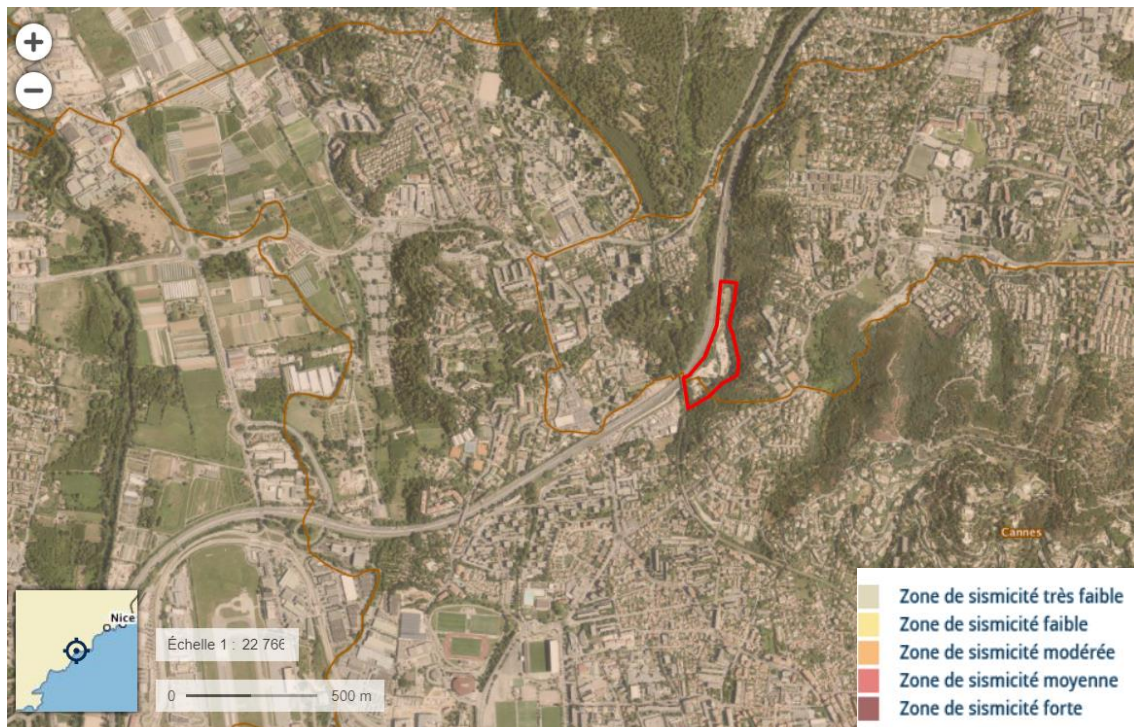 +
−
Cannes
Nice
Échelle 1 : 22 766
0 500 m
Zone de sismicité très faible
Zone de sismicité faible
Zone de sismicité modérée
Zone de sismicité moyenne
Zone de sismicité forte